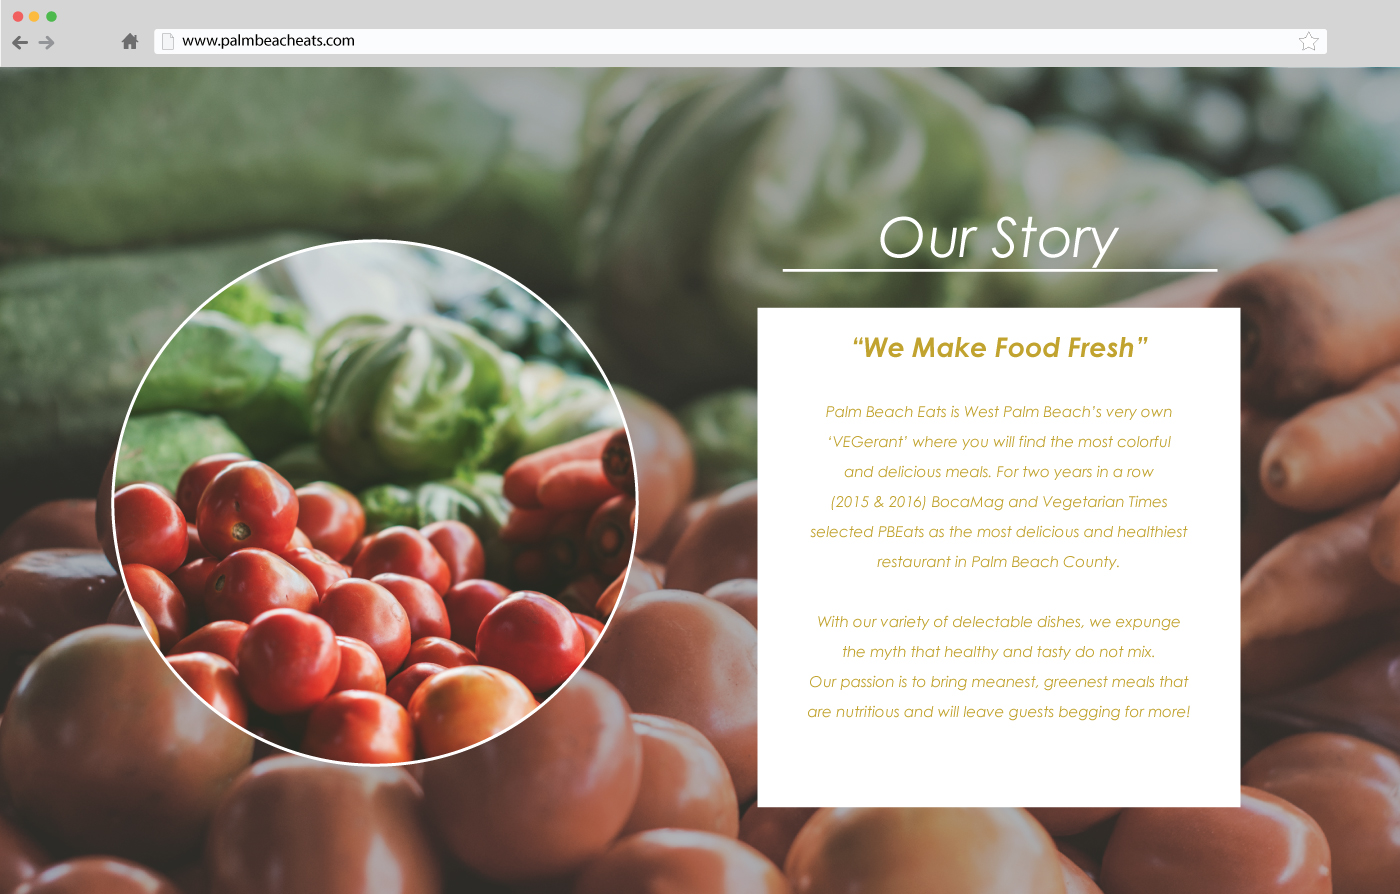 www.palmbeacheats.com
Our Story
“We Make Food Fresh”
Palm Beach Eats is West Palm Beach’s very own
‘VEGerant’ where you will find the most colorful
and delicious meals. For two years in a row
(2015 & 2016) BocaMag and Vegetarian Times
selected PBEats as the most delicious and healthiest
restaurant in Palm Beach County.
With our variety of delectable dishes, we expunge
the myth that healthy and tasty do not mix.
Our passion is to bring meanest, greenest meals that
are nutritious and will leave guests begging for more!